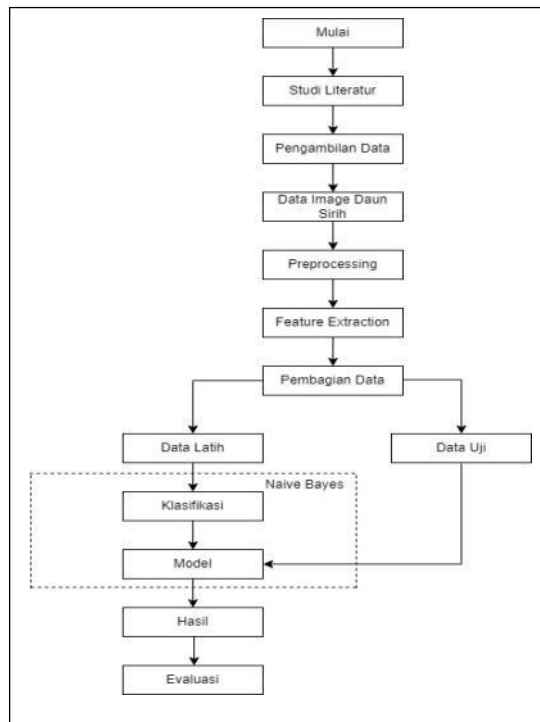 Mulai
Studi Literatur
Pengambilan Data
Data Image Daun
Sirih
Preprocessing
Feature Extraction
Pembagian Data
Data Latih
Data Uji
Naive Bayes
Klasifikasi
Model
Hasil
Evaluasi